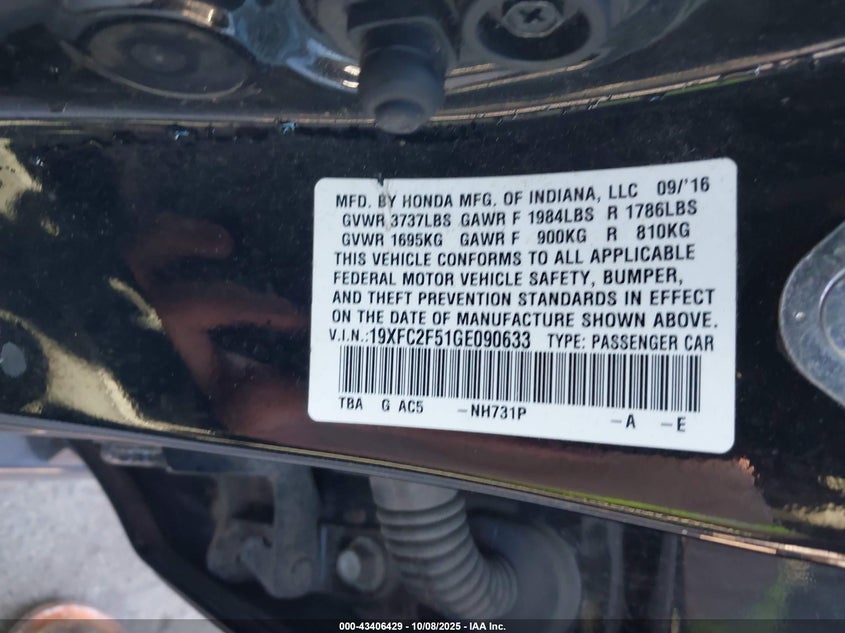 MFD. BY HONDA MFG. OF INDIANA, LLC 09/'16
GVWR 3737LBS GAWR F 1984LBS R 1786LBS
GVWR 1695KG GAWR F 900KG R 810KG
THIS VEHICLE CONFORMS TO ALL APPLICABLE
FEDERAL MOTOR VEHICLE SAFETY, BUMPER,
AND THEFT PREVENTION STANDARDS IN EFFECT
ON THE DATE OF MANUFACTURE SHOWN ABOVE.
V.I.N.:19XFC2F51GE090633 TYPE: PASSENGER CAR
TBA G AC5 -NH731P -A -E
000-43406429 - 10/08/2025 - IAA Inc.